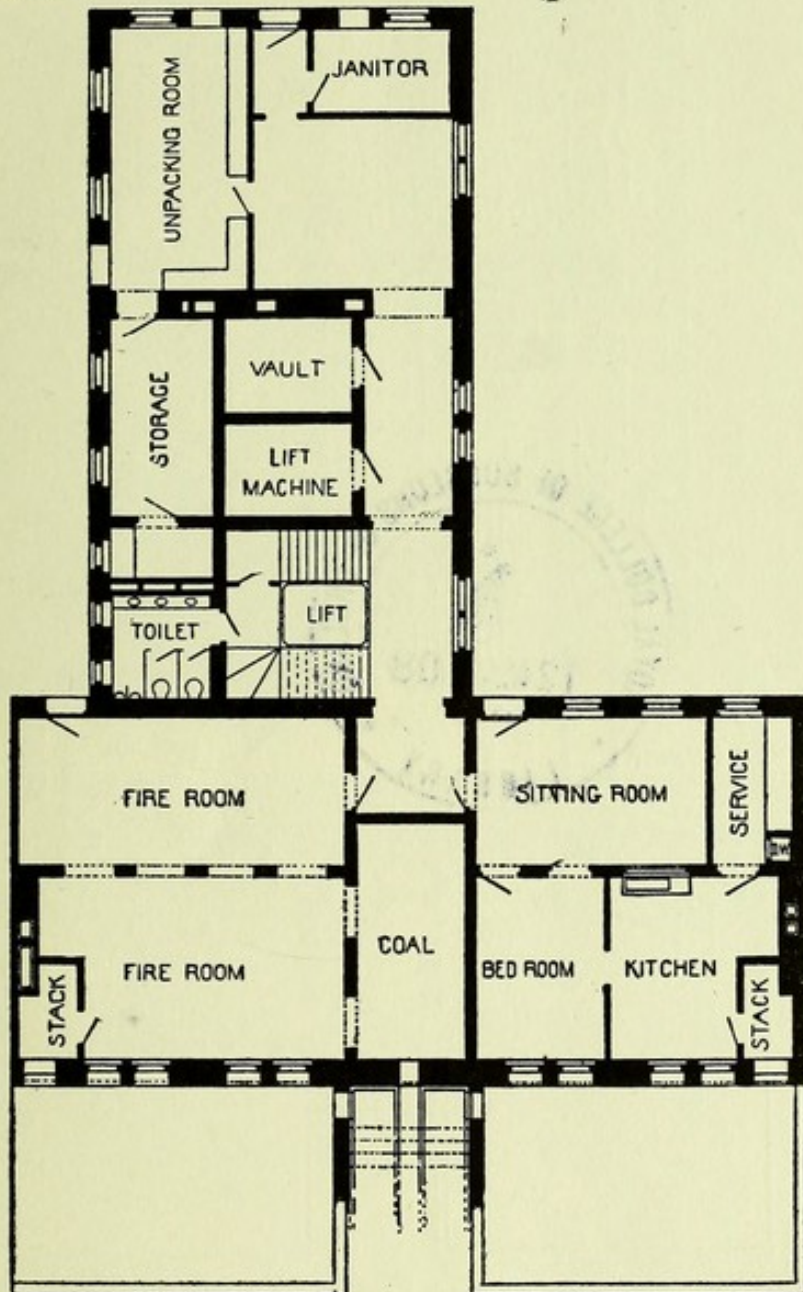 JANITOR
UNPACKING ROOM
VAULT
STORAGE
LIFT
MACHINE
LIFT
TOILET
FIRE ROOM
SITTING ROOM
SERVICE
DW
FIRE ROOM
COAL
BED ROOM
KITCHEN
STACK
STACK